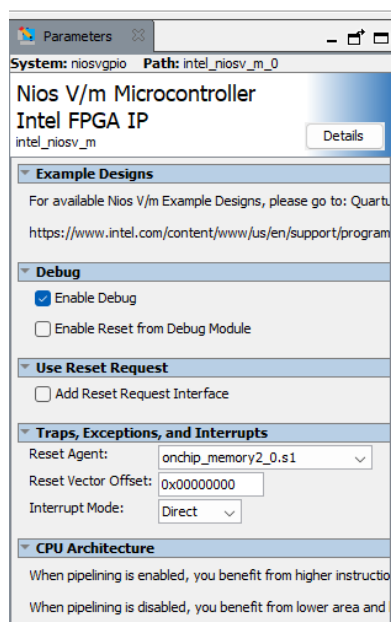 Parameters
System: niosvgpio Path: intel_niosv_m_0
Nios V/m Microcontroller
Intel FPGA IP
intel_niosv_m
Details
Example Designs
For available Nios V/m Example Designs, please go to: Quartu
https://www.intel.com/content/www/us/en/support/program
Debug
Enable Debug
Enable Reset from Debug Module
Use Reset Request
Add Reset Request Interface
Traps, Exceptions, and Interrupts
Reset Agent: onchip_memory2_0.s1
Reset Vector Offset: 0x00000000
Interrupt Mode: Direct
CPU Architecture
When pipelining is enabled, you benefit from higher instructio
When pipelining is disabled, you benefit from lower area and